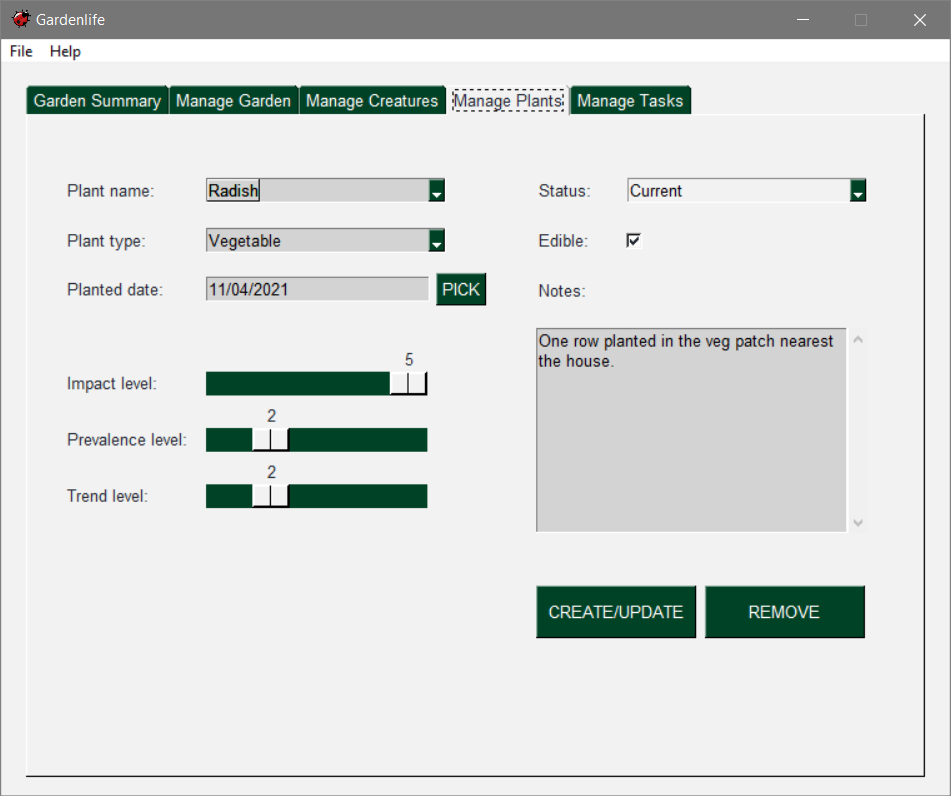 Gardenlife
File Help
Garden Summary Manage Garden Manage Creatures Manage Plants Manage Tasks
Plant name: Radish
Status: Current
Plant type: Vegetable
Edible:
Planted date: 11/04/2021 PICK
Notes:
One row planted in the veg patch nearest
the house.
5
Impact level:
2
Prevalence level:
2
Trend level:
CREATE/UPDATE REMOVE